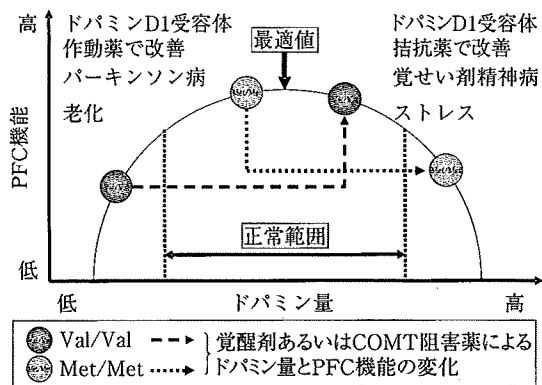 高
ドパミンD1受容体
作動薬で改善
パーキンソン病
老化
最適値
ドパミンD1受容体
拮抗薬で改善
覚せい剤精神病
ストレス
PFC機能
正常範囲
低
低
ドパミン量
高
Val/Val
Met/Met
覚醒剤あるいはCOMT阻害薬による
ドパミン量とPFC機能の変化